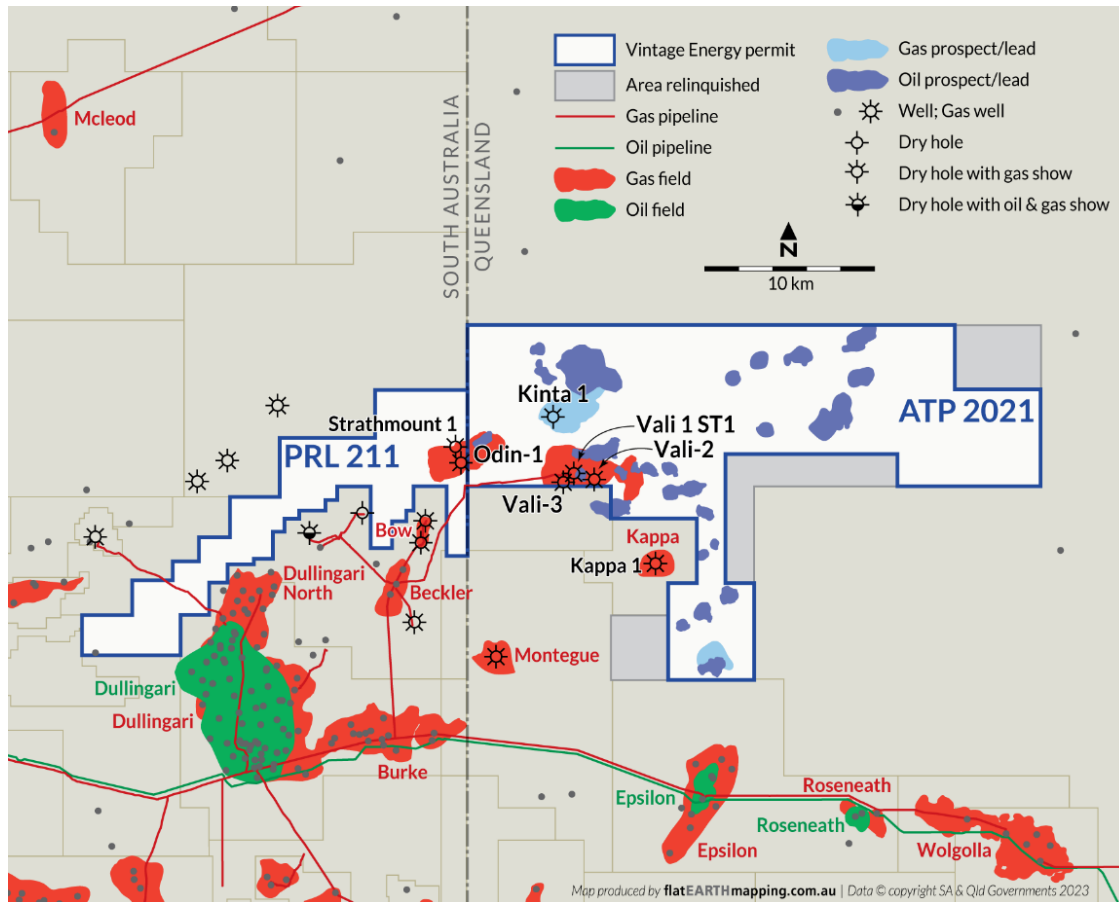 Vintage Energy permit
Area relinquished
Gas pipeline
Oil pipeline
Gas field
Oil field
Gas prospect/lead
Oil prospect/lead
Well; Gas well
Dry hole
Dry hole with gas show
Dry hole with oil & gas show
N
10 km
SOUTH AUSTRALIA
QUEENSLAND
Mcleod
Kinta 1
Strathmount 1
Vali 1 ST1
ATP 2021
PRL 211
Odin-1
Vali-2
Vali-3
Bow
Kappa
Kappa 1
Dullingari
North
Beckler
Montegue
Dullingari
Dullingari
Burke
Epsilon
Roseneath
Roseneath
Epsilon
Wolgolla
Map produced by flatEARTHmapping.com.au | Data © copyright SA & Qld Governments 2023